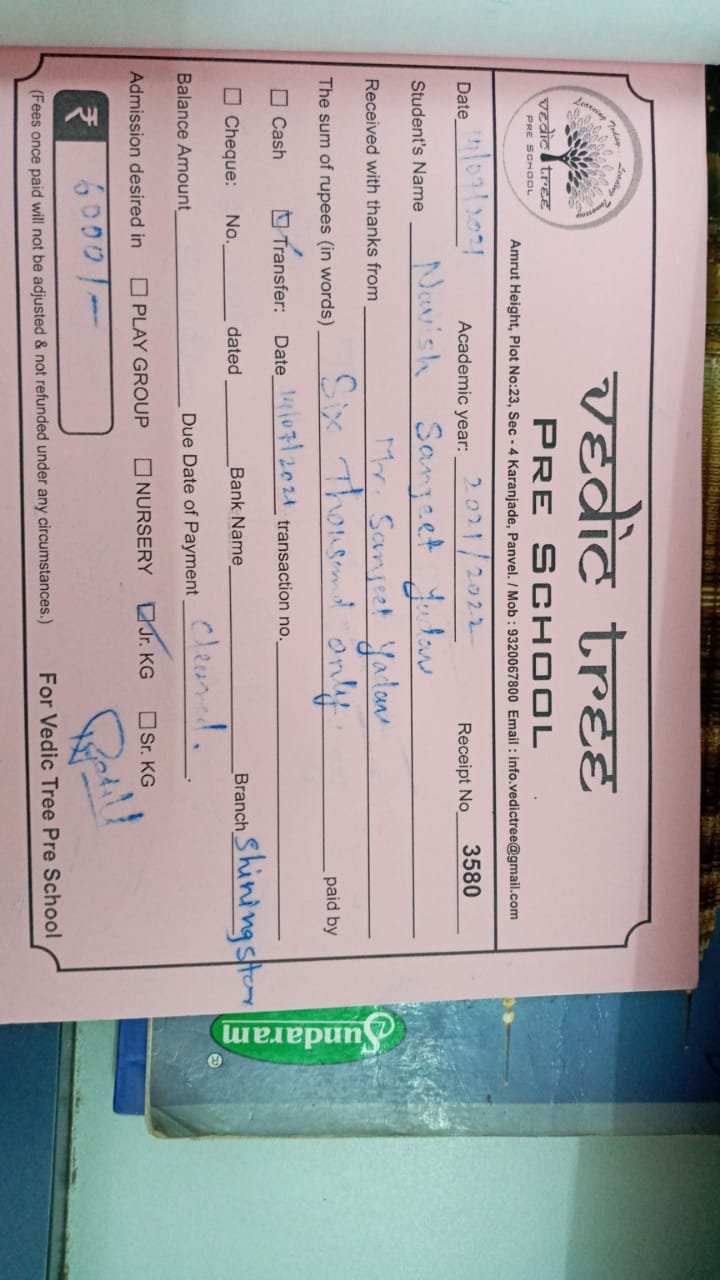 Learning Today... Leading Tomorrow
vedic tree
PRE SCHOOL
vedic tree
PRE SCHOOL
Amrut Height, Plot No:23, Sec - 4 Karanjade, Panvel. / Mob : 9320067800 Email : info.vedictree@gmail.com
Date 14/07/2021 Academic year: 2021/2022 Receipt No 3580
Student's Name Navish Sanjeet Yadav
Received with thanks from Mr. Sanjeet Yadav
The sum of rupees (in words) Six Thousand only. paid by
☐ Cash ☑ Transfer: Date 14/07/2021 transaction no.
☐ Cheque: No. dated Bank Name Branch Shining Star
Balance Amount Due Date of Payment Cleared.
Admission desired in ☐ PLAY GROUP ☐ NURSERY ☑ Jr. KG ☐ Sr. KG
₹ 6000/-
(Fees once paid will not be adjusted & not refunded under any circumstances.) For Vedic Tree Pre School
Sundaram ®